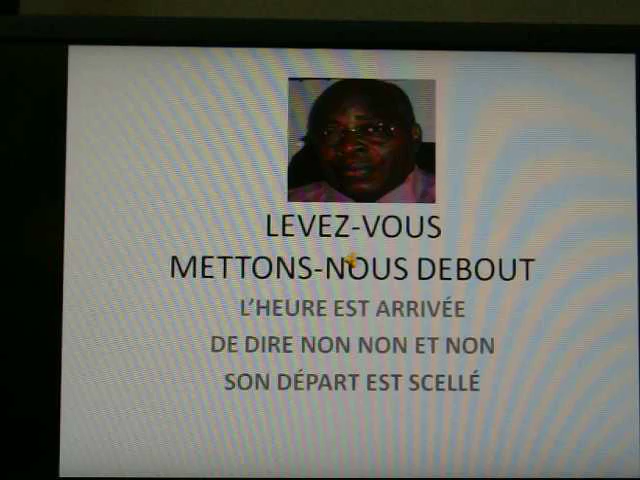 LEVEZ-VOUS
METTONS-NOUS DEBOUT
L'HEURE EST ARRIVÉE
DE DIRE NON NON ET NON
SON DÉPART EST SCELLÉ